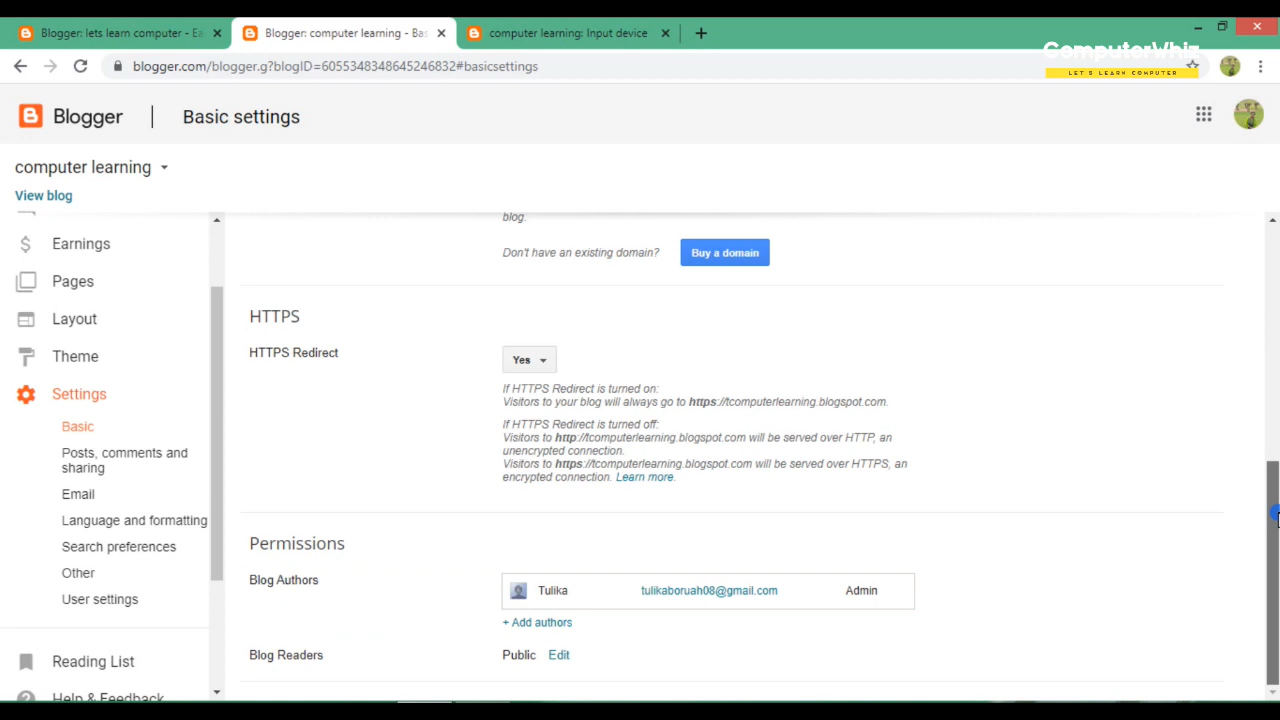 Blogger: lets learn computer - Ea
Blogger: computer learning - Bas
computer learning: Input device
ComputerWhiz
LET'S LEARN COMPUTER
blogger.com/blogger.g?blogID=6055348348645246832#basicsettings
Blogger
Basic settings
computer learning
View blog
Earnings
Pages
Layout
Theme
Settings
Basic
Posts, comments and
sharing
Email
Language and formatting
Search preferences
Other
User settings
Reading List
Help & Feedback
blog.
Don't have an existing domain?
Buy a domain
HTTPS
HTTPS Redirect
Yes
If HTTPS Redirect is turned on:
Visitors to your blog will always go to https://tcomputerlearning.blogspot.com.
If HTTPS Redirect is turned off:
Visitors to http://tcomputerlearning.blogspot.com will be served over HTTP, an
unencrypted connection.
Visitors to https://tcomputerlearning.blogspot.com will be served over HTTPS, an
encrypted connection. Learn more.
Permissions
Blog Authors
Tulika tulikaboruah08@gmail.com Admin
+ Add authors
Blog Readers
Public Edit